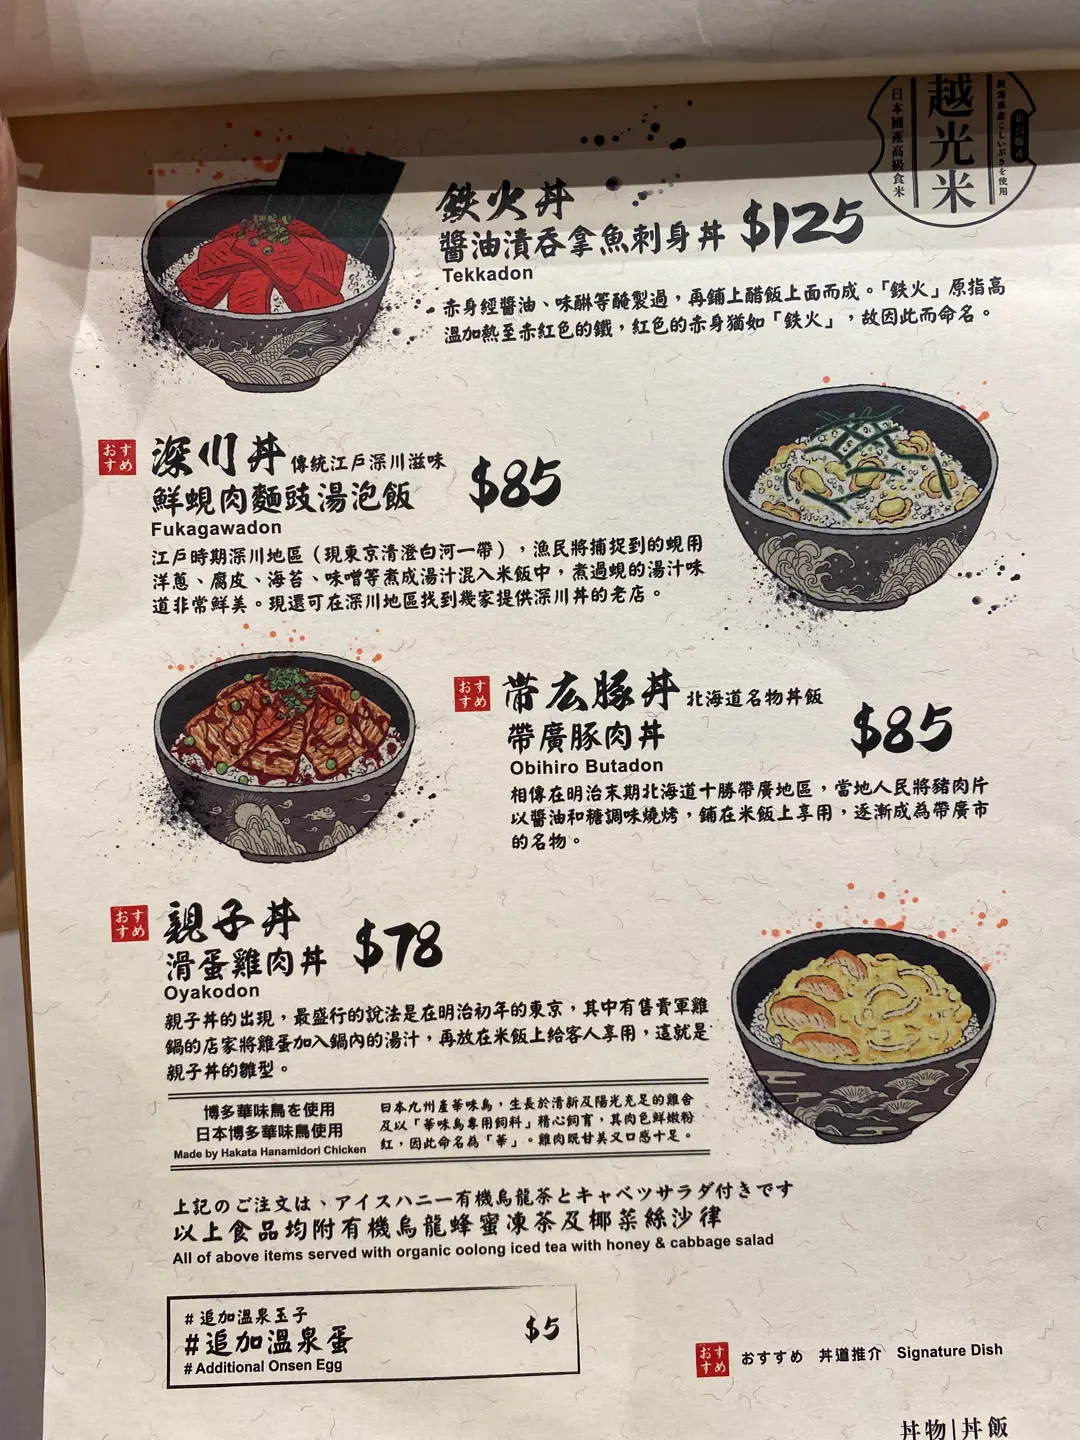 越光米
日本國產高級食米
新潟県産こしいぶきを使用
鉄火丼
醬油漬吞拿魚刺身丼 $125
Tekkadon
赤身經醬油、味醂等醃製過，再鋪上醋飯上面而成。「鉄火」原指高
溫加熱至赤紅色的鐵，紅色的赤身猶如「鉄火」，故因此而命名。
おすすめ
深川丼 傳統江戶深川滋味
鮮蜆肉麵豉湯泡飯 $85
Fukagawadon
江戶時期深川地區（現東京清澄白河一帶），漁民將捕捉到的蜆用
洋蔥、腐皮、海苔、味噌等煮成湯汁混入米飯中，煮過蜆的湯汁味
道非常鮮美。現還可在深川地區找到幾家提供深川丼的老店。
おすすめ
帯広豚丼 北海道名物丼飯
帶廣豚肉丼 $85
Obihiro Butadon
相傳在明治末期北海道十勝帶廣地區，當地人民將豬肉片
以醬油和糖調味燒烤，鋪在米飯上享用，逐漸成為帶廣市
的名物。
おすすめ
親子丼
滑蛋雞肉丼 $78
Oyakodon
親子丼的出現，最盛行的說法是在明治初年的東京，其中有售賣軍雞
鍋的店家將雞蛋加入鍋內的湯汁，再放在米飯上給客人享用，這就是
親子丼的雛型。
博多華味鳥を使用
日本博多華味鳥使用
Made by Hakata Hanamidori Chicken
日本九州產華味鳥，生長於清新及陽光充足的雞舍
及以「華味鳥專用飼料」精心飼育，其肉色鮮嫩粉
紅，因此命名為「華」。雞肉既甘美又口感十足。
上記のご注文は、アイスハニー有機烏龍茶とキャベツサラダ付きです
以上食品均附有機烏龍蜂蜜凍茶及椰菜絲沙律
All of above items served with organic oolong iced tea with honey & cabbage salad
#追加溫泉玉子
#追加溫泉蛋 $5
#Additional Onsen Egg
おすすめ おすすめ 丼道推介 Signature Dish
丼物|丼飯